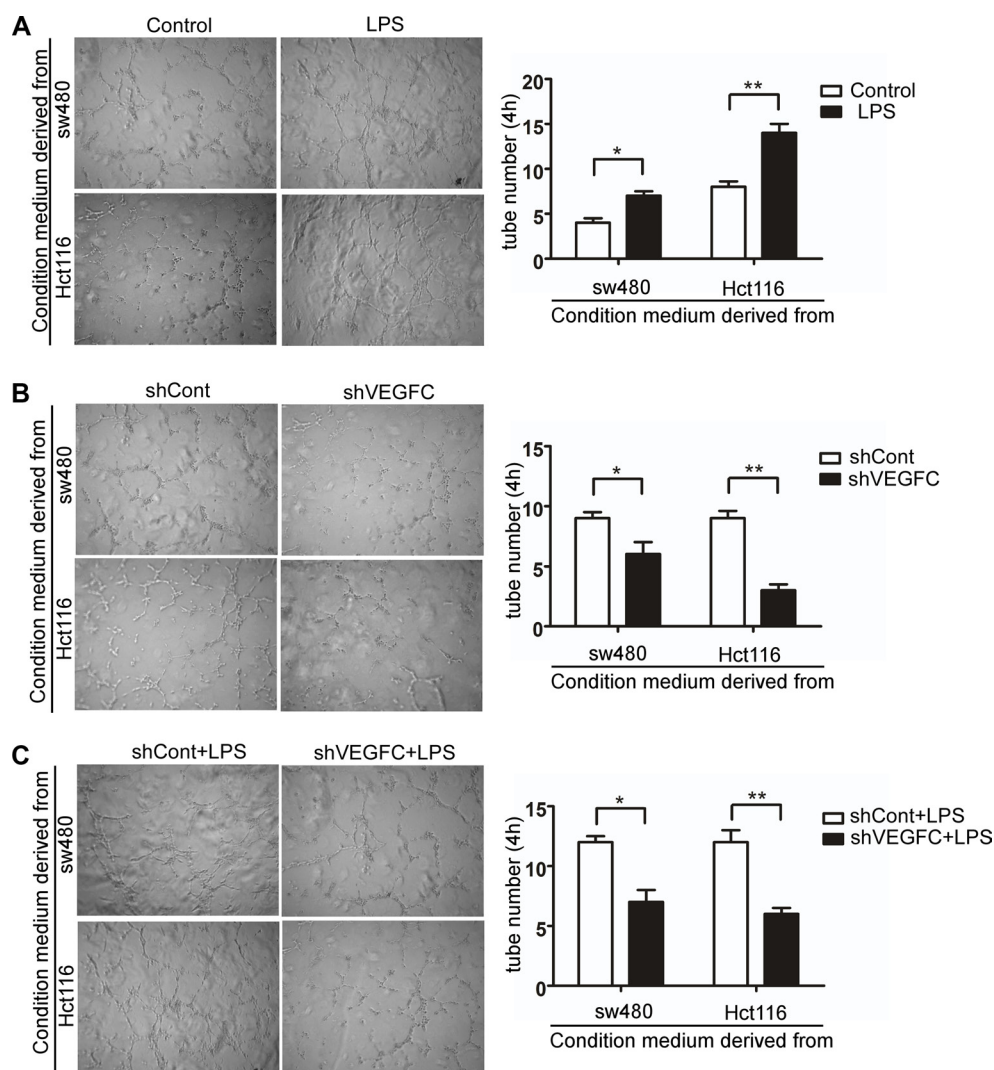 A
Control
LPS
Condition medium derived from
sw480
Hct116
tube number (4h)
20
15
10
5
0
*
**
Control
LPS
sw480
Hct116
Condition medium derived from
B
shCont
shVEGFC
Condition medium derived from
sw480
Hct116
tube number (4h)
15
10
5
0
*
**
shCont
shVEGFC
sw480
Hct116
Condition medium derived from
C
shCont+LPS
shVEGFC+LPS
Condition medium derived from
sw480
Hct116
tube number (4h)
15
10
5
0
*
**
shCont+LPS
shVEGFC+LPS
sw480
Hct116
Condition medium derived from